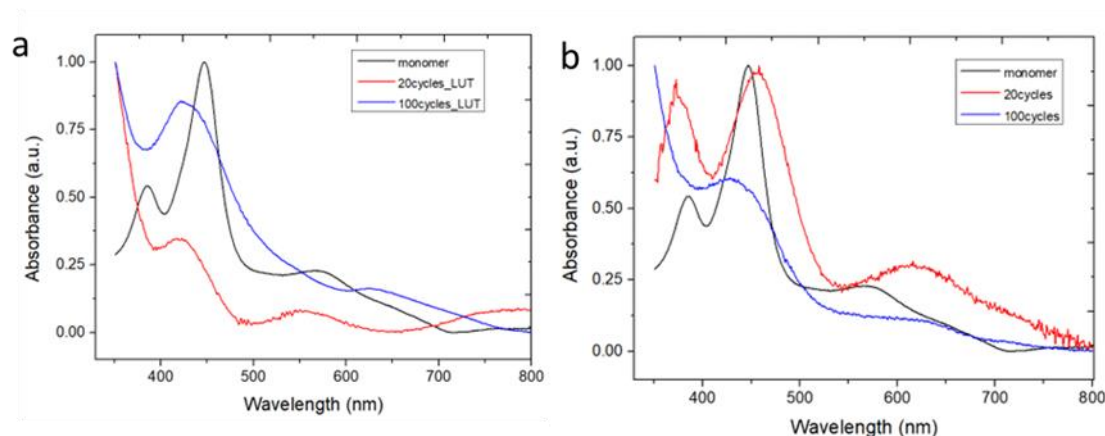 a
1.00
0.75
0.50
0.25
0.00
Absorbance (a.u.)
monomer
20cycles_LUT
100cycles_LUT
400 500 600 700 800
Wavelength (nm)
b
1.00
0.75
0.50
0.25
0.00
Absorbance (a.u.)
monomer
20cycles
100cycles
400 500 600 700 800
Wavelength (nm)